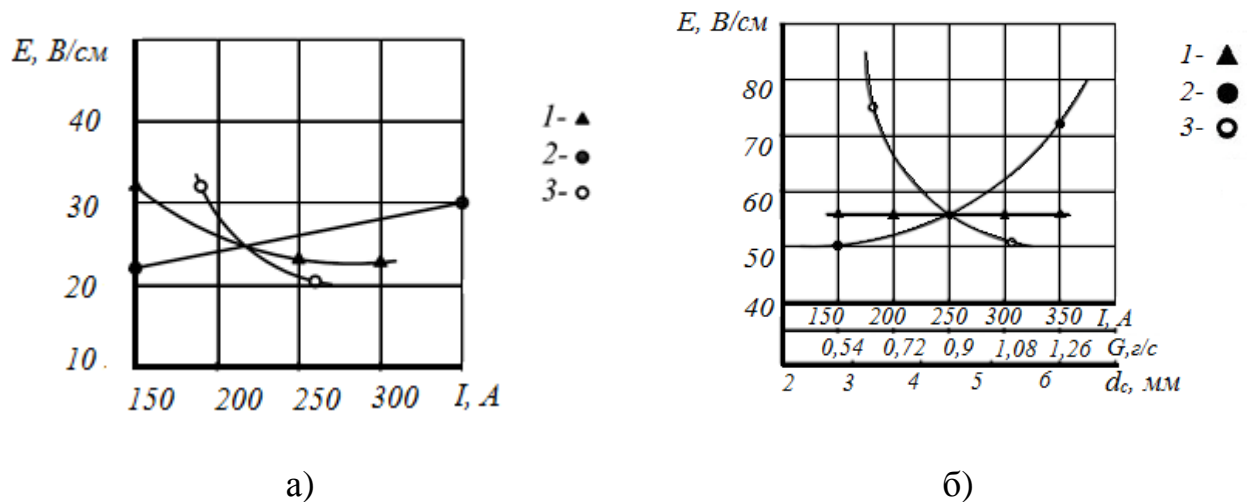 E, В/см
40
30
20
10 .
150 200 250 300 I, A
1- ▲
2- ●
3- ○
а)
E, В/см
80
70
60
50
40
150 200 250 300 350 I, A
0,54 0,72 0,9 1,08 1,26 G,г/с
2 3 4 5 6 dс, мм
1- ▲
2- ●
3- ○
б)